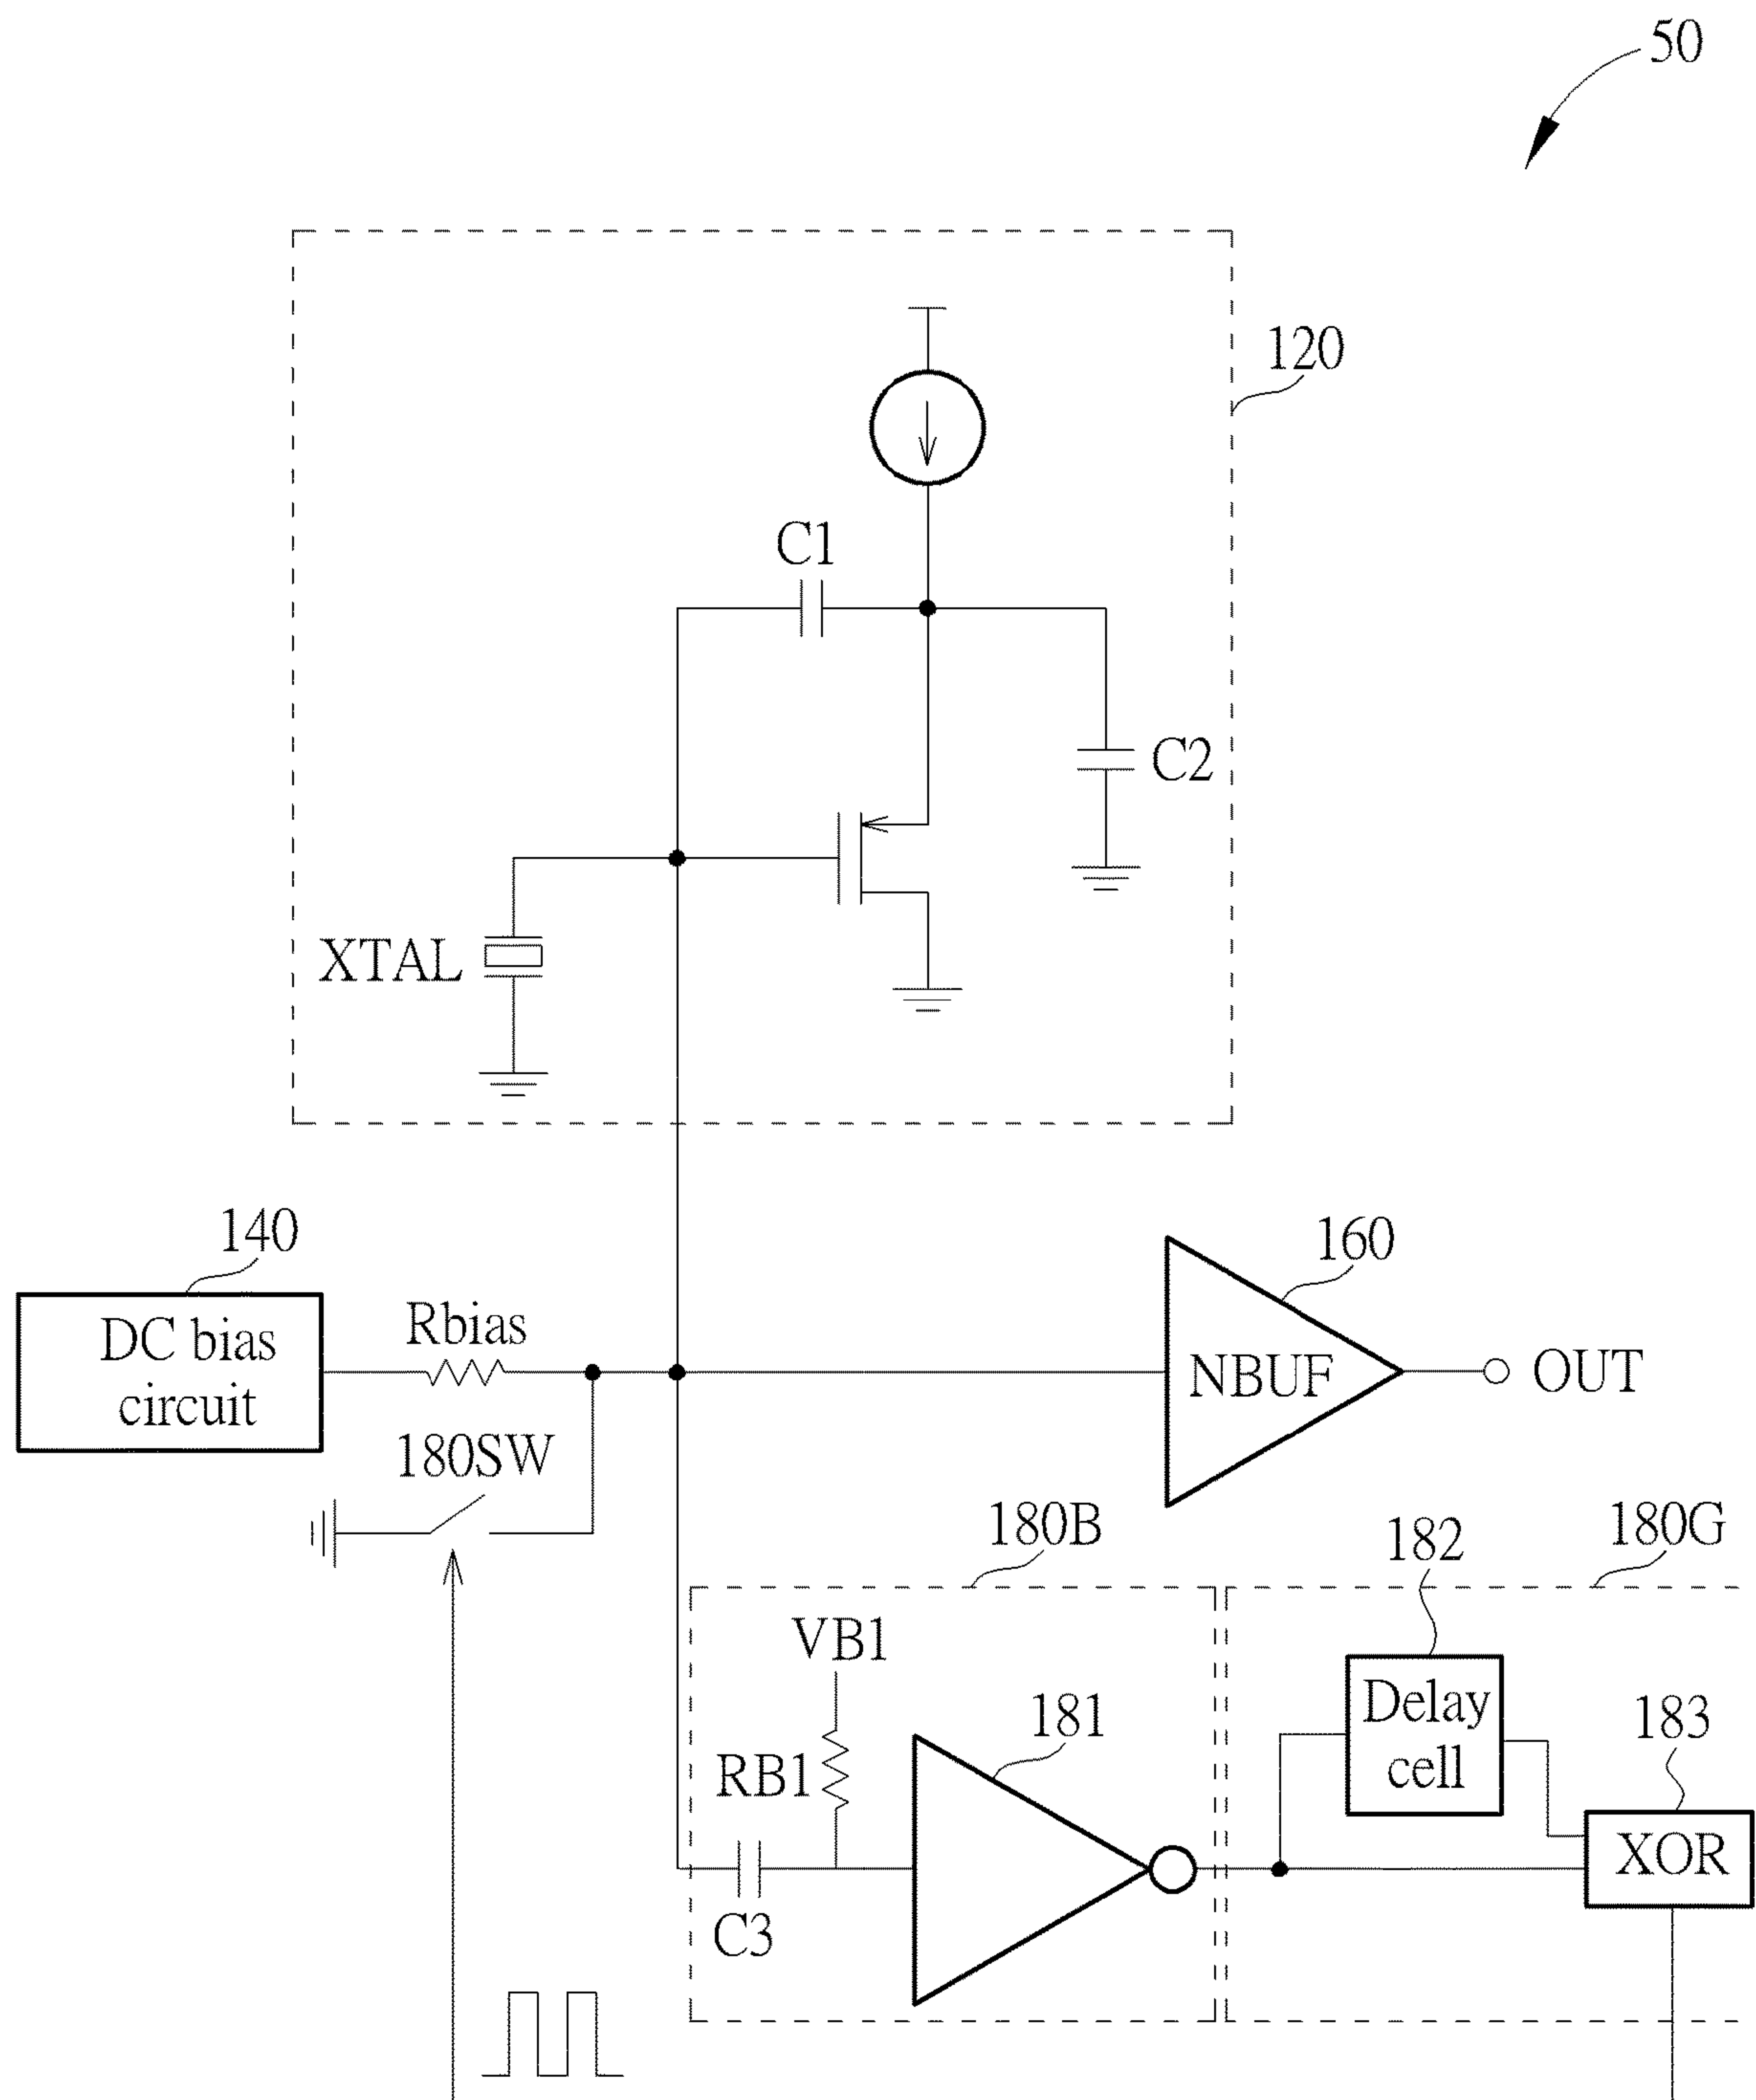 50
120
C1
C2
XTAL
140
DC bias
circuit
Rbias
160
NBUF
OUT
180SW
180B
182
180G
VB1
Delay
cell
181
183
RB1
XOR
C3